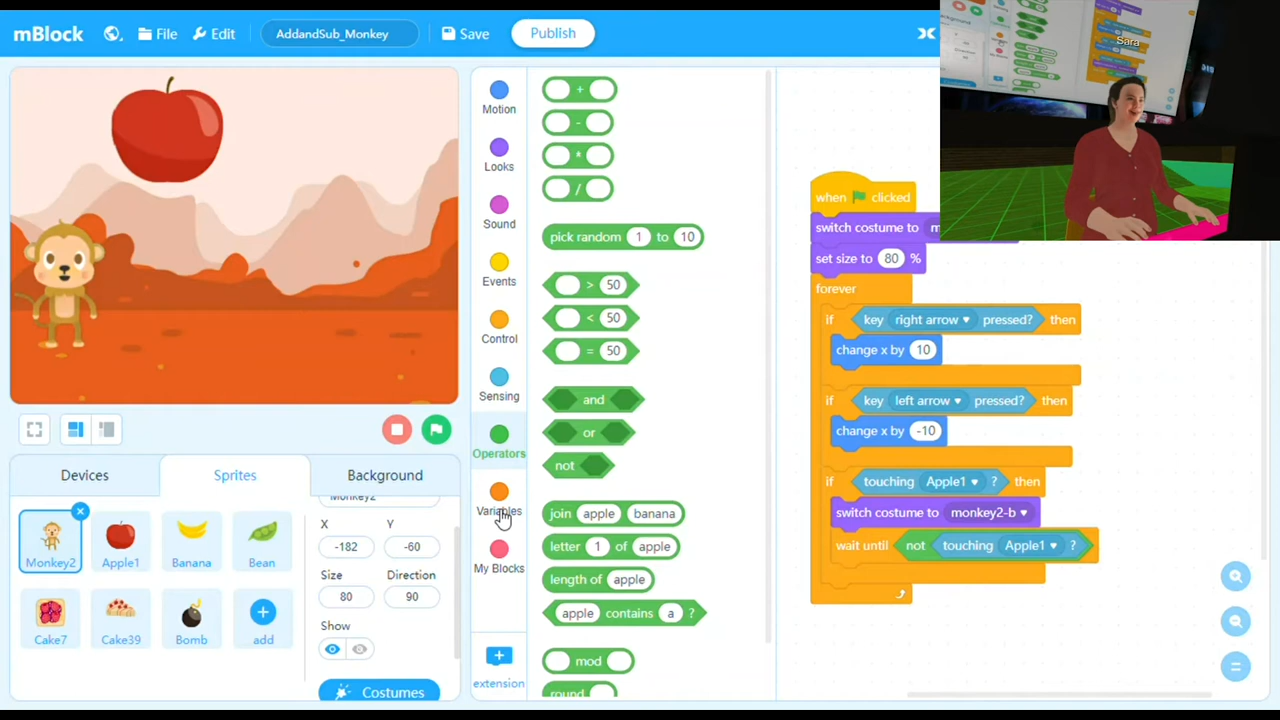 mBlock
File
Edit
AddandSub_Monkey
Save
Publish
Sara
Motion
Looks
Sound
Events
Control
Sensing
Operators
Variables
My Blocks
extension
+
-
*
/
pick random 1 to 10
> 50
< 50
= 50
and
or
not
join apple banana
letter 1 of apple
length of apple
apple contains a ?
mod
round
when clicked
switch costume to
set size to 80 %
forever
if key right arrow pressed? then
change x by 10
if key left arrow pressed? then
change x by -10
if touching Apple1 ? then
switch costume to monkey2-b
wait until not touching Apple1 ?
Devices
Sprites
Background
Monkey2
Apple1
Banana
Bean
Cake7
Cake39
Bomb
add
Monkey2
X
Y
-182
-60
Size
Direction
80
90
Show
Costumes